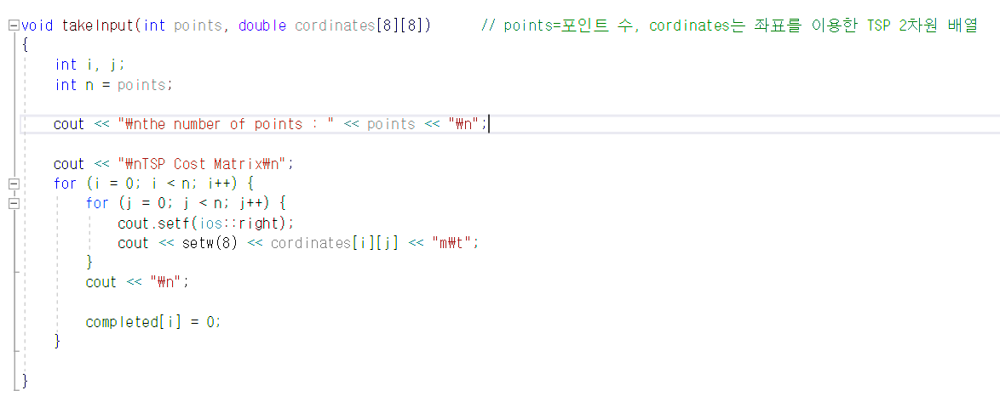 void takeInput(int points, double cordinates[8][8])     // points=포인트 수, cordinates는 좌표를 이용한 TSP 2차원 배열
{
    int i, j;
    int n = points;
    cout << "₩nthe number of points : " << points << "₩n";
    cout << "₩nTSP Cost Matrix₩n";
    for (i = 0; i < n; i++) {
        for (j = 0; j < n; j++) {
            cout.setf(ios::right);
            cout << setw(8) << cordinates[i][j] << "m₩t";
        }
        cout << "₩n";
        completed[i] = 0;
    }
}